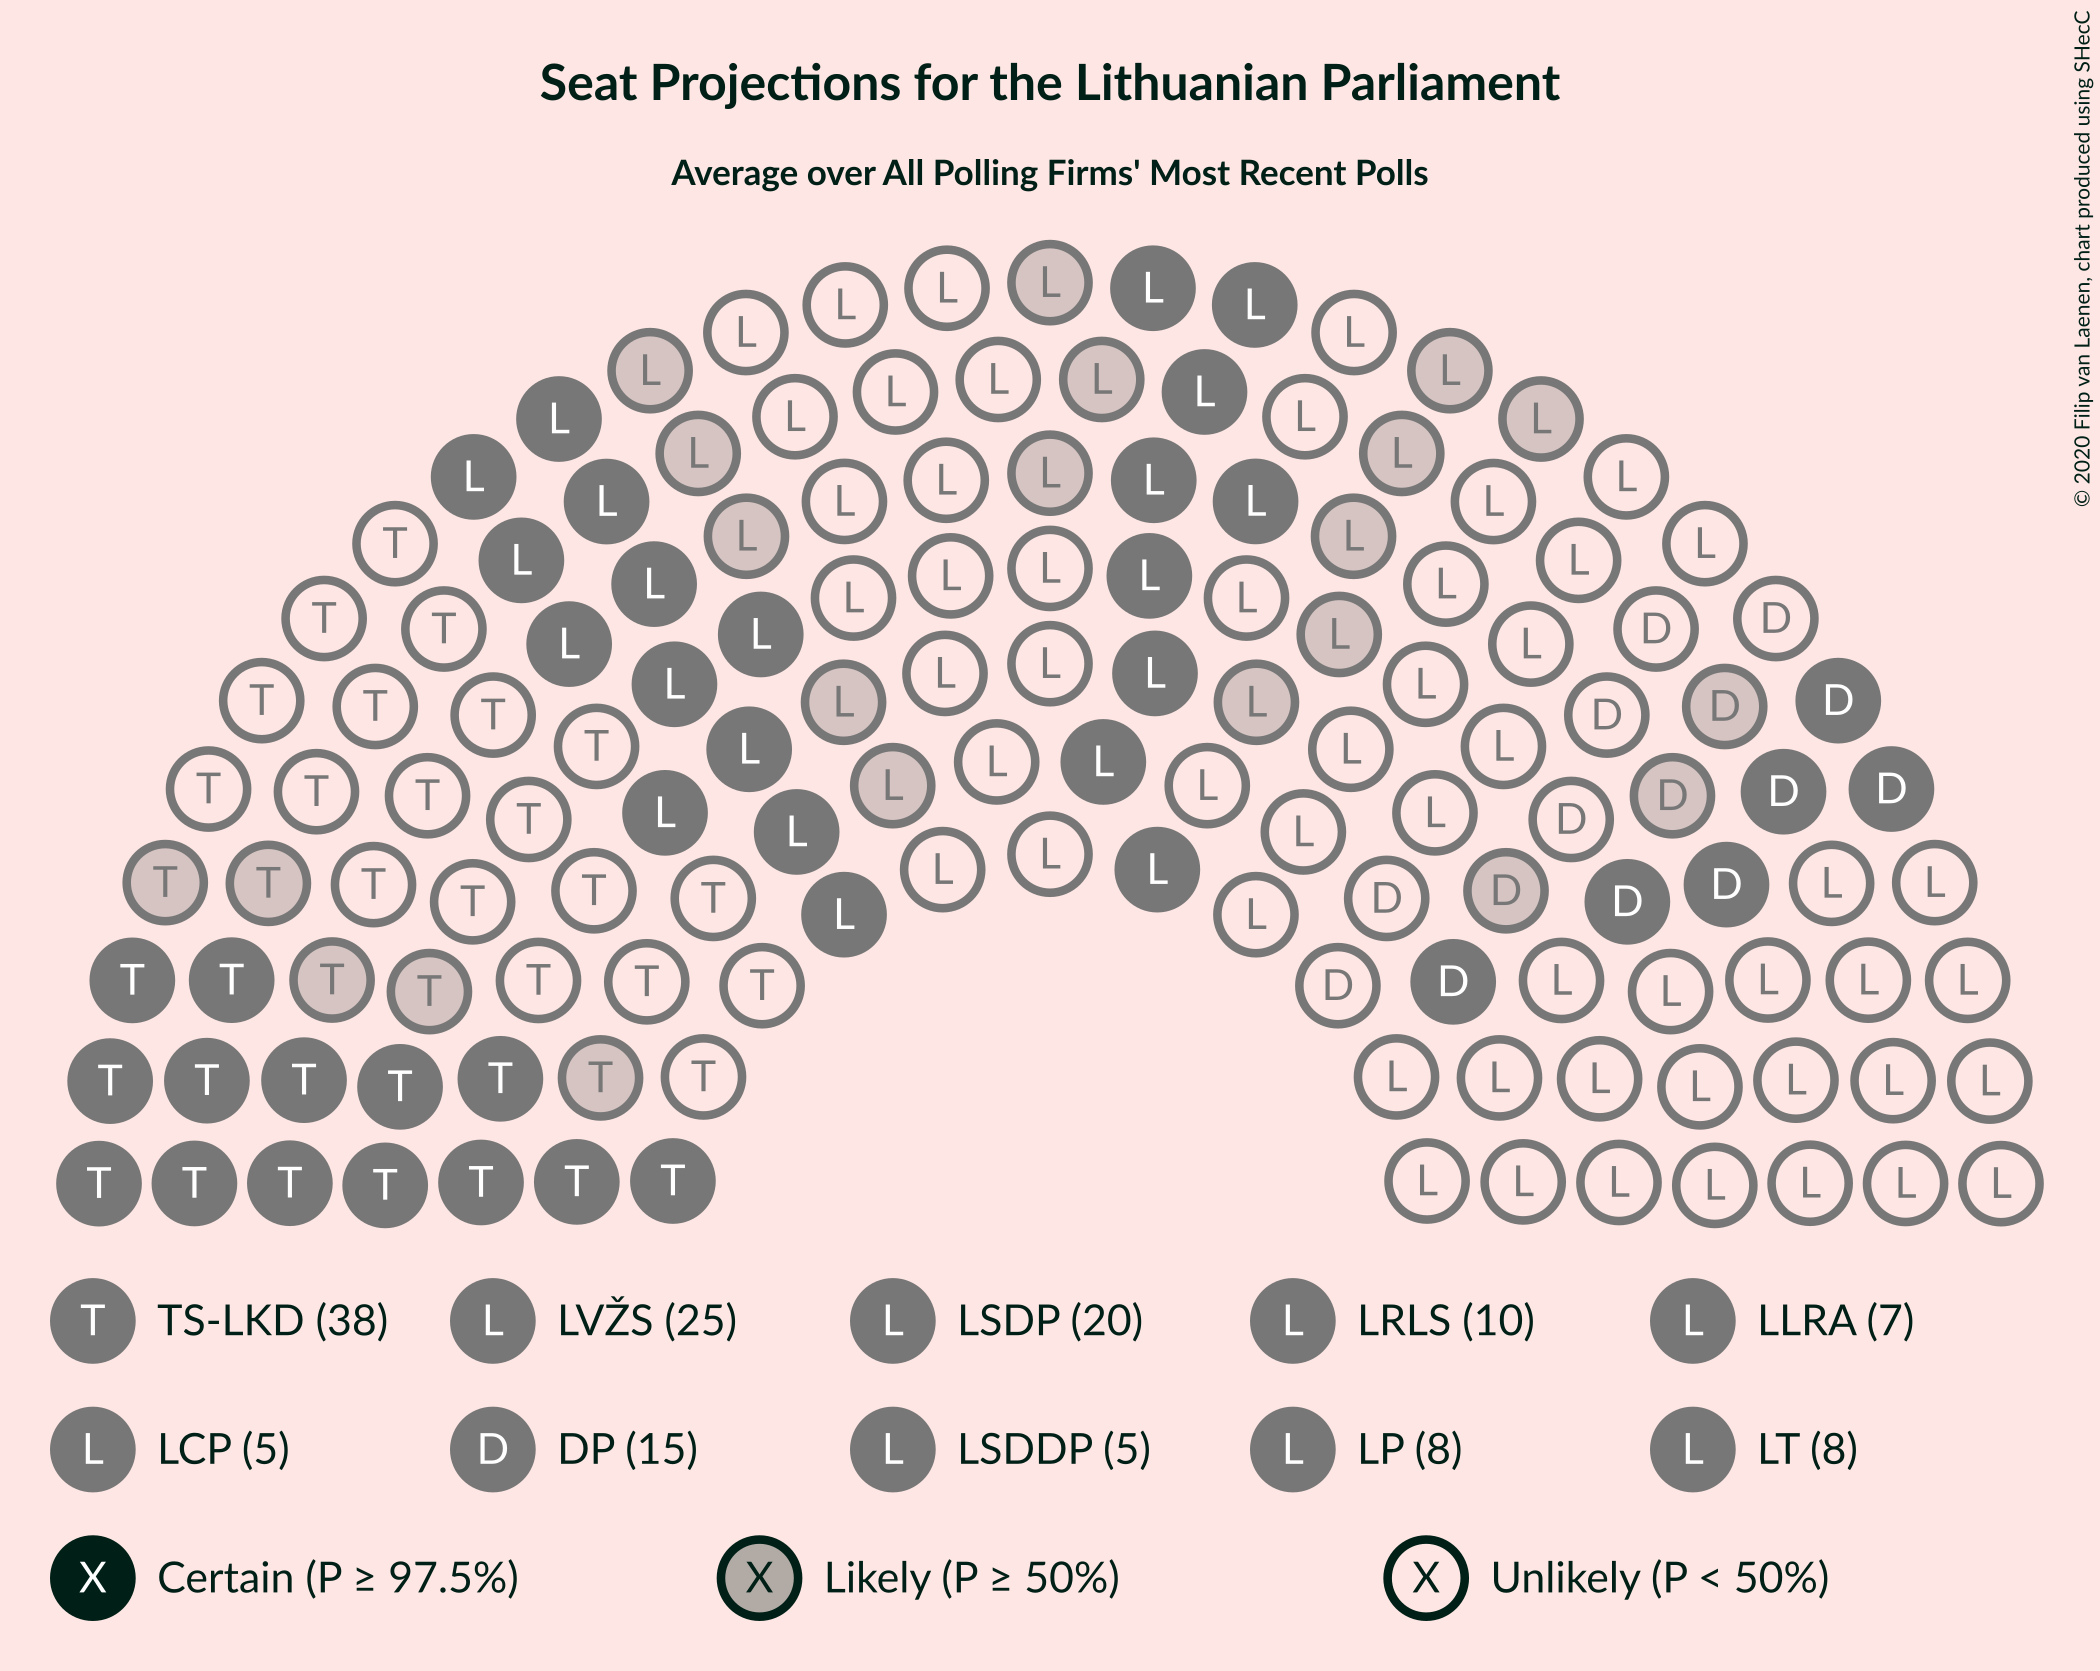 Seat Projections for the Lithuanian Parliament
Average over All Polling Firms' Most Recent Polls
© 2020 Filip van Laenen, chart produced using SHecC
L L L L L L L
L L L L L L L L
L L L L L L L L L
T L L L L L L L L L L L
T T L L L L L L L L L D D
T T T L L L L L L L L D D D
T T T T L L L L L L L L D D D
T T T T T L L L L L D D D D D
T T T T T T L L L L D D D L L
T T T T T T T D D L L L L L
T T T T T T T L L L L L L L
T T T T T T T L L L L L L L
T TS-LKD (38) L LVŽS (25) L LSDP (20) L LRLS (10) L LLRA (7)
L LCP (5) D DP (15) L LSDDP (5) L LP (8) L LT (8)
X Certain (P ≥ 97.5%) X Likely (P ≥ 50%) X Unlikely (P < 50%)